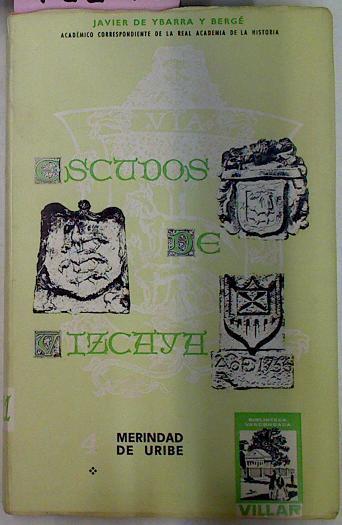 JAVIER DE YBARRA Y BERGÉ
ACADÉMICO CORRESPONDIENTE DE LA REAL ACADEMIA DE LA HISTORIA
VIA
ESCUDOS
DE
VIZCAYA
4 MERINDAD
DE URIBE
BIBLIOTECA
VASCONGADA
VILLAR